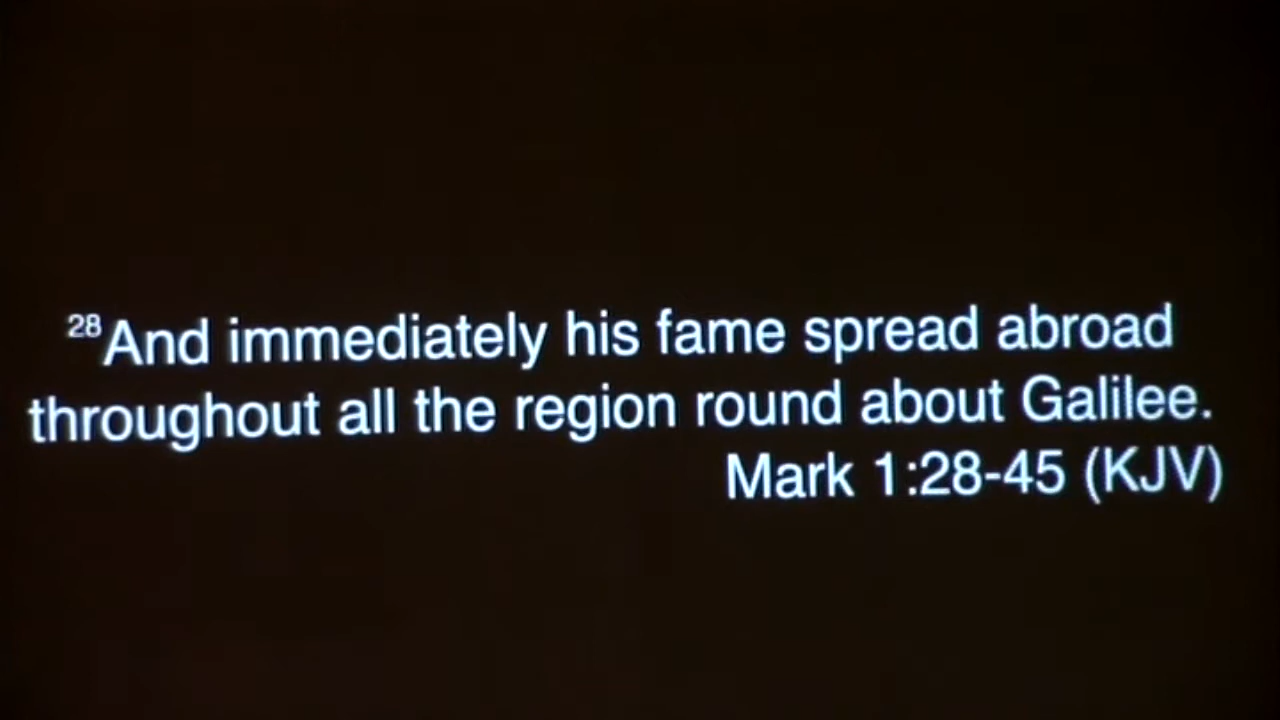 28And immediately his fame spread abroad
throughout all the region round about Galilee.
Mark 1:28-45 (KJV)